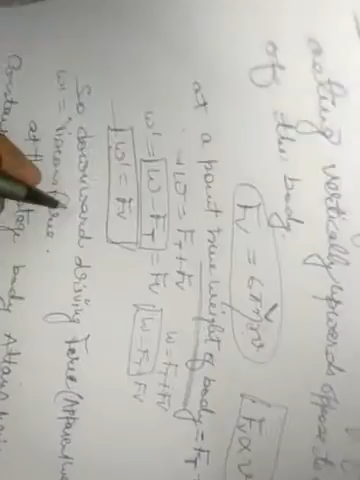 acting vertically upwards oppose to
of the body.
Fv = 6πηrv
Fv α v
at a point true weight of body = FT +
W = FT + Fv
W = FT + Fv
W' = W - FT = Fv
W - FT = Fv
W' = Fv
So downward driving force (Apparent
W' = viscous force.
at this stage body Attain
Constant